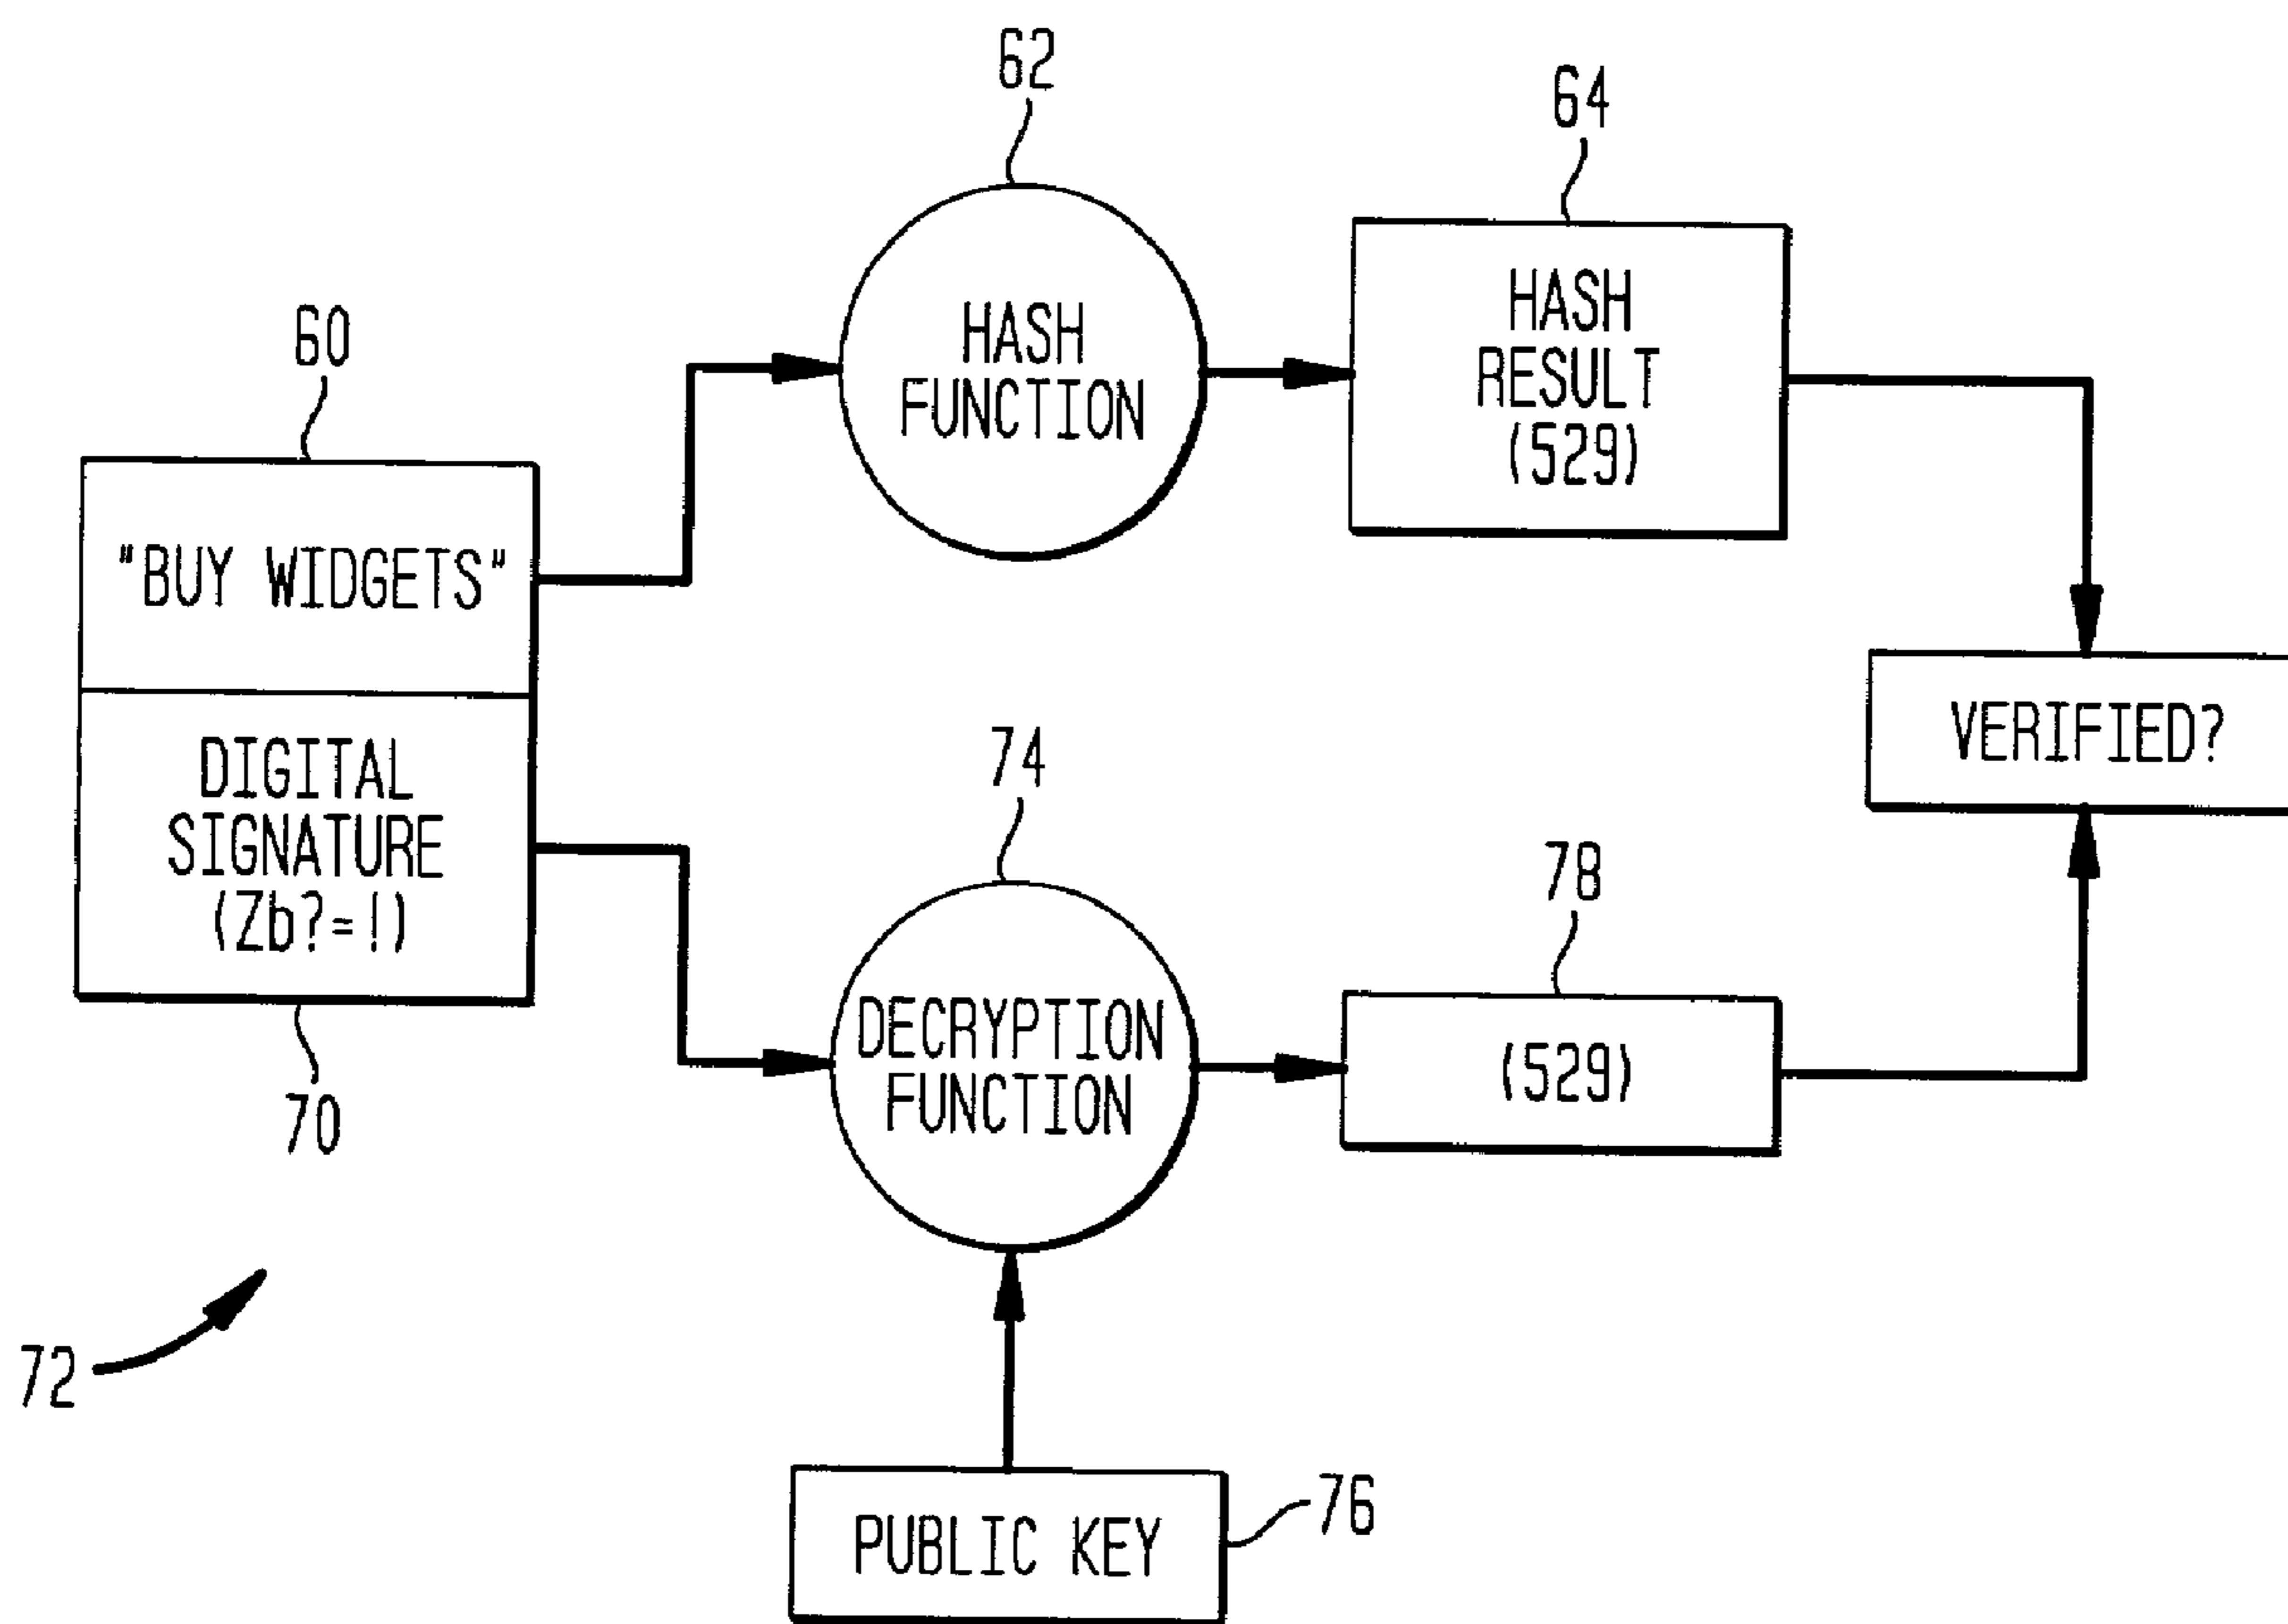 62
64
60
HASH
FUNCTION
HASH
RESULT
(529)
"BUY WIDGETS"
DIGITAL
SIGNATURE
(Zb?=!)
70
74
DECRYPTION
FUNCTION
78
(529)
VERIFIED?
72
PUBLIC KEY
76